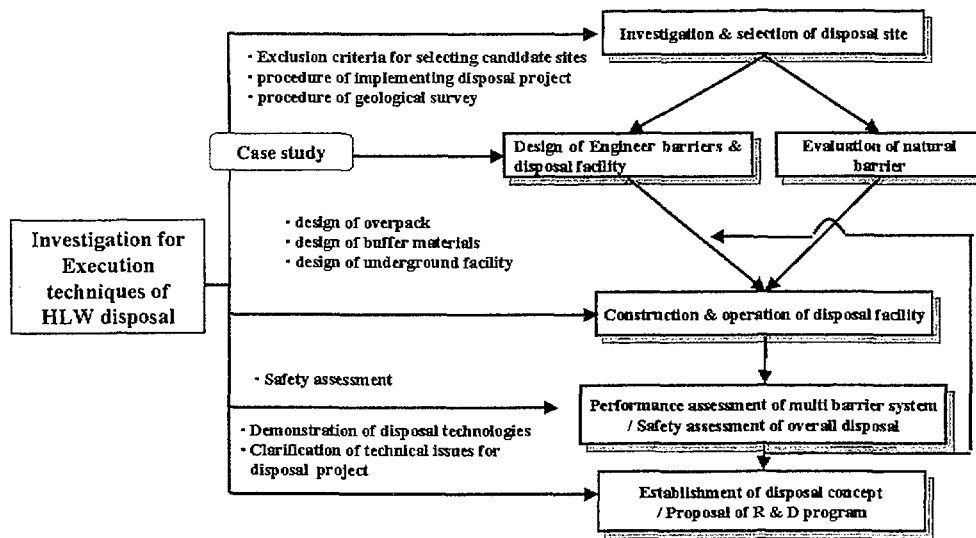 Investigation & selection of disposal site
· Exclusion criteria for selecting candidate sites
· procedure of implementing disposal project
· procedure of geological survey
Case study
Design of Engineer barriers &
disposal facility
Evaluation of natural
barrier
· design of overpack
· design of buffer materials
· design of underground facility
Investigation for
Execution
techniques of
HLW disposal
Construction & operation of disposal facility
· Safety assessment
Performance assessment of multi barrier system
/ Safety assessment of overall disposal
· Demonstration of disposal technologies
· Clarification of technical issues for
disposal project
Establishment of disposal concept
/ Proposal of R & D program